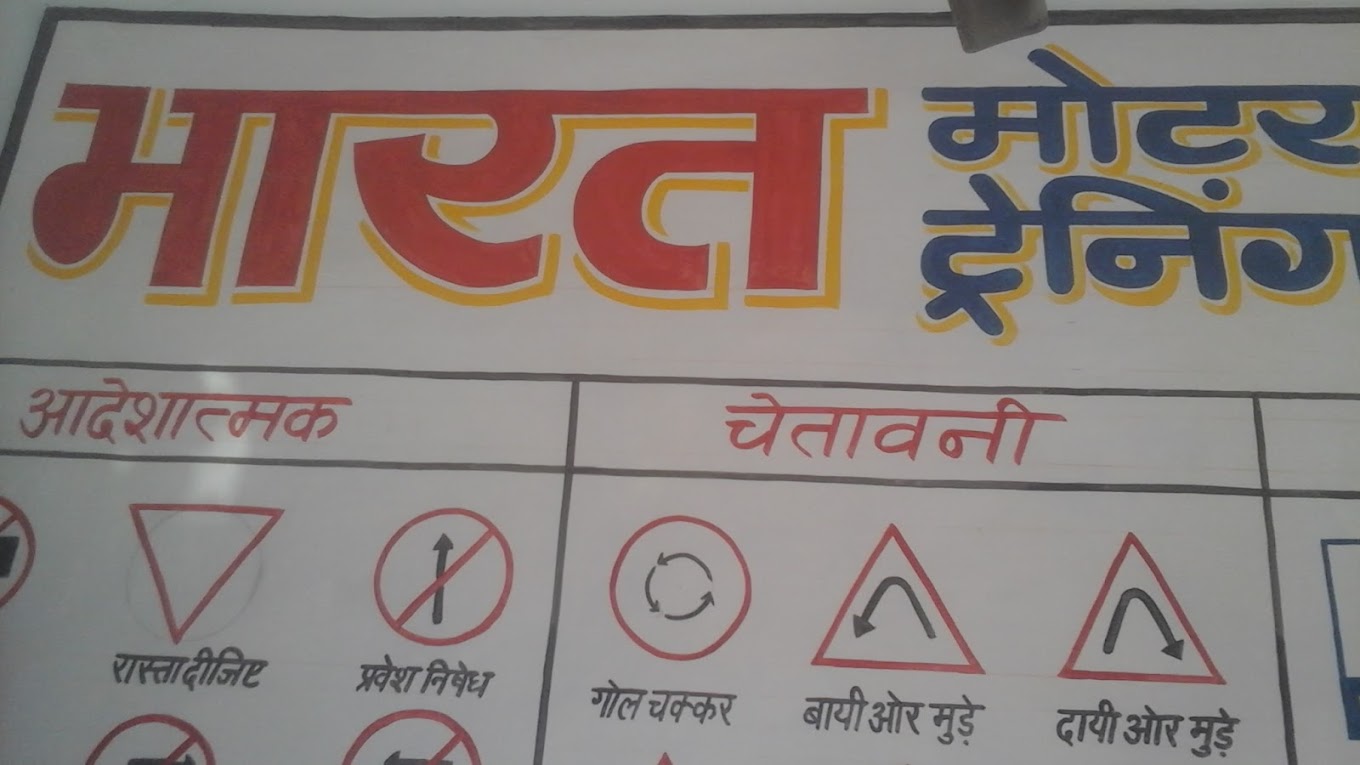 भारत
मोटर
ट्रेनिंग
आदेशात्मक
चेतावनी
रास्ता दीजिए
प्रवेश निषेध
गोल चक्कर
बायी ओर मुड़े
दायी ओर मुड़े